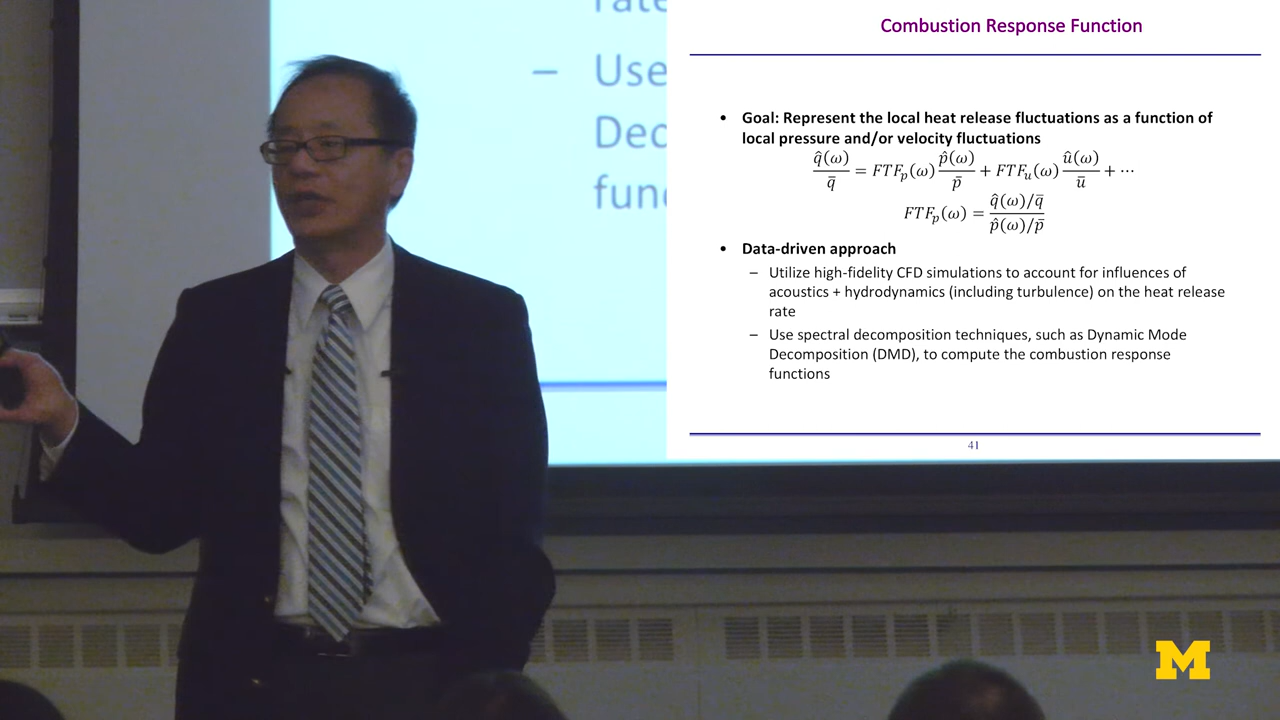 rate
– Use
Dec
func
Combustion Response Function
• Goal: Represent the local heat release fluctuations as a function of
local pressure and/or velocity fluctuations
q̂(ω)/q̄ = FTFₚ(ω) p̂(ω)/p̄ + FTFᵤ(ω) û(ω)/ū + ⋯
FTFₚ(ω) = (q̂(ω)/q̄)/(p̂(ω)/p̄)
• Data-driven approach
– Utilize high-fidelity CFD simulations to account for influences of
acoustics + hydrodynamics (including turbulence) on the heat release
rate
– Use spectral decomposition techniques, such as Dynamic Mode
Decomposition (DMD), to compute the combustion response
functions
41
M